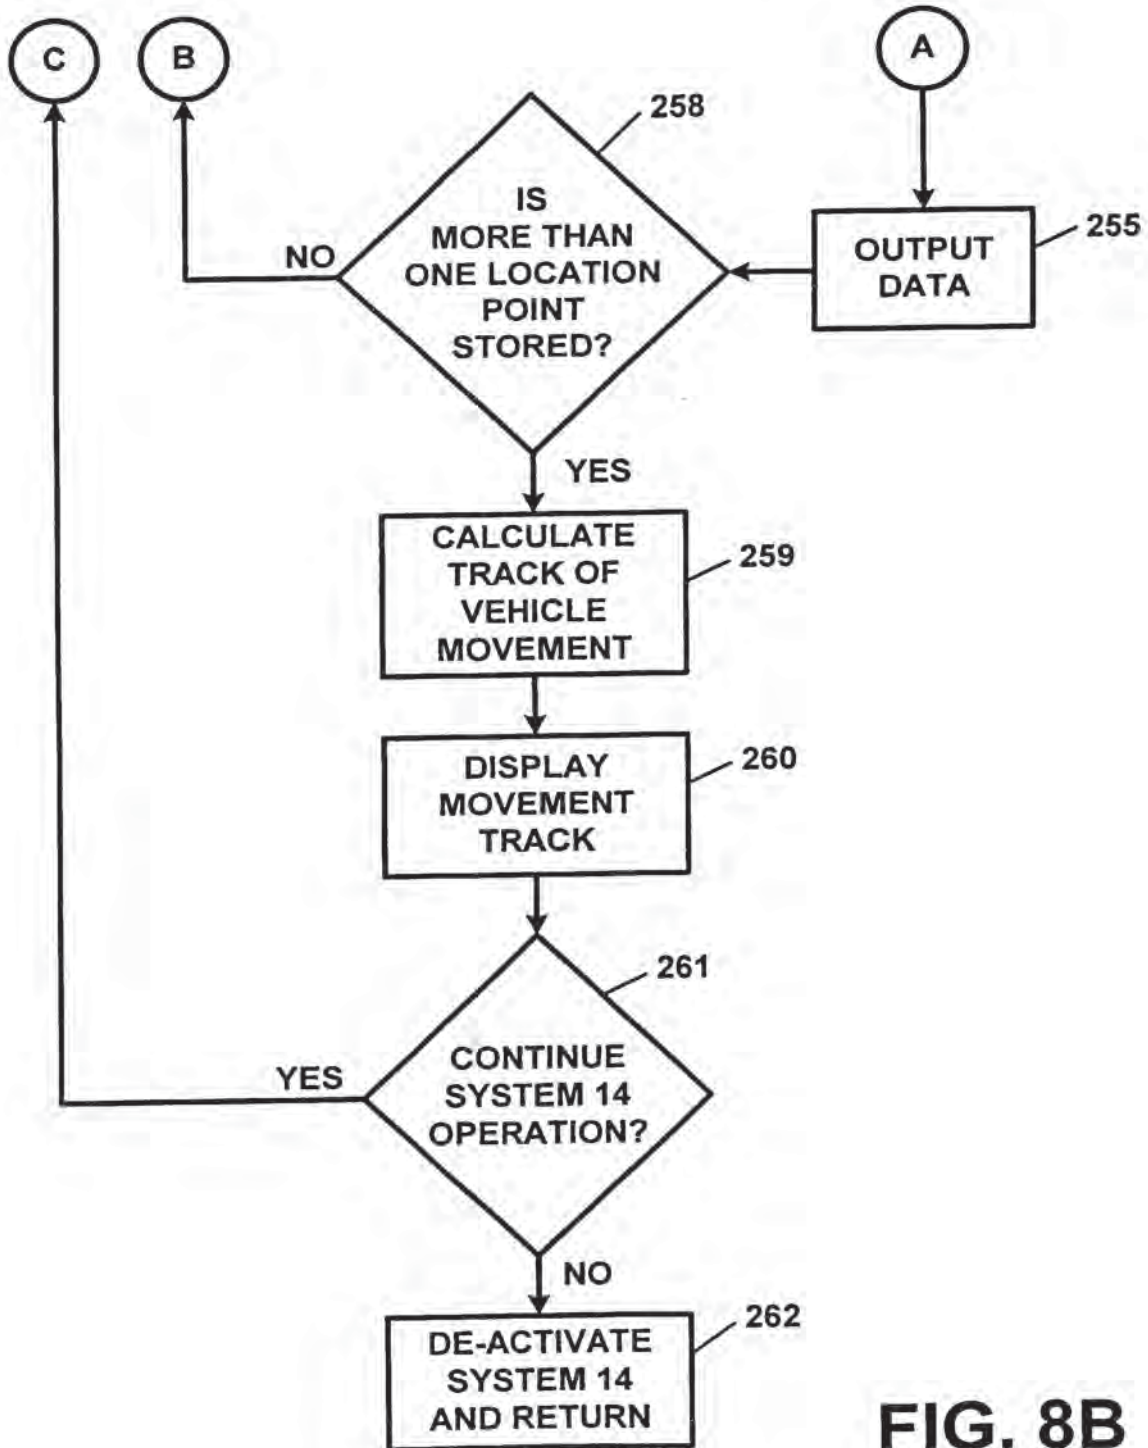 C
B
A
258
IS
MORE THAN
ONE LOCATION
POINT
STORED?
NO
255
OUTPUT
DATA
YES
CALCULATE
TRACK OF
VEHICLE
MOVEMENT
259
DISPLAY
MOVEMENT
TRACK
260
261
CONTINUE
SYSTEM 14
OPERATION?
YES
NO
DE-ACTIVATE
SYSTEM 14
AND RETURN
262
FIG. 8B